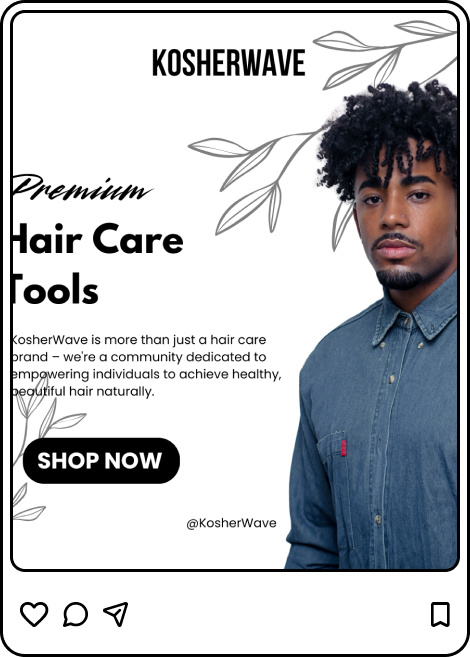 KOSHERWAVE
Premium
Hair Care
Tools
KosherWave is more than just a hair care
brand – we're a community dedicated to
empowering individuals to achieve healthy,
beautiful hair naturally.
SHOP NOW
@KosherWave